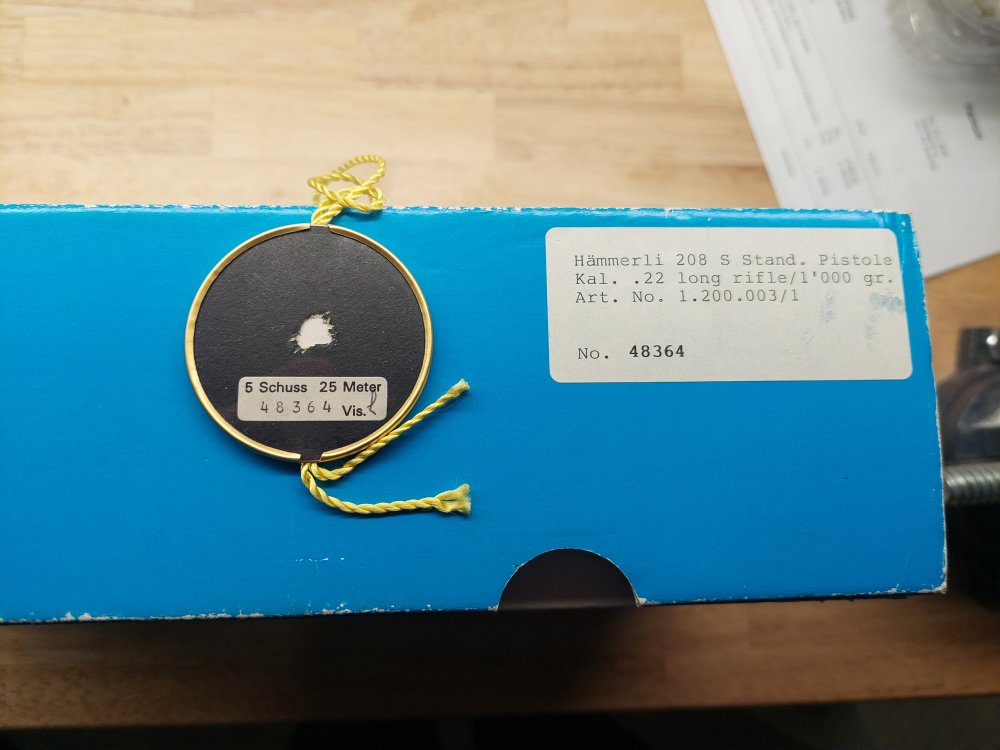 5 Schuss 25 Meter
48364 Vis.
Hämmerli 208 S Stand. Pistole
Kal. .22 long rifle/1'000 gr.
Art. No. 1.200.003/1
No. 48364